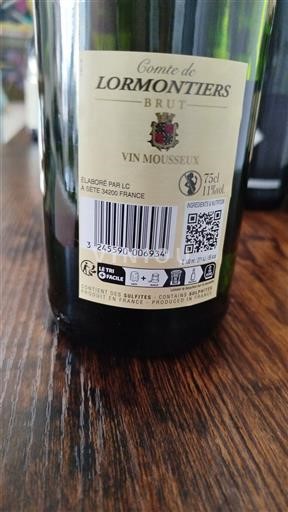 Comte de
LORMONTIERS
BRUT
VIN MOUSSEUX
75cl
11%vol.
ÉLABORÉ PAR LC
À SÈTE 34200 FRANCE
INGREDIENTS & NUTRITION
3 245590 006934
LE TRI
+ FACILE
CONTIENT DES SULFITES - CONTAINS SULPHITES
PRODUIT EN FRANCE - PRODUCED IN FRANCE